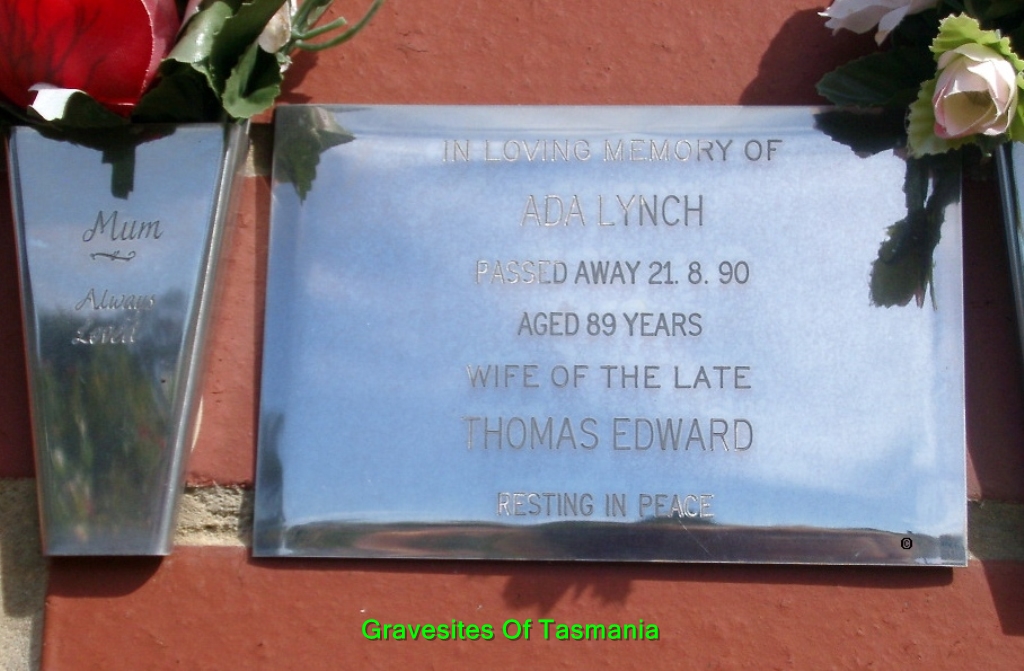 Mum
Always
Loved
IN LOVING MEMORY OF
ADA LYNCH
PASSED AWAY 21. 8. 90
AGED 89 YEARS
WIFE OF THE LATE
THOMAS EDWARD
RESTING IN PEACE
©
Gravesites Of Tasmania